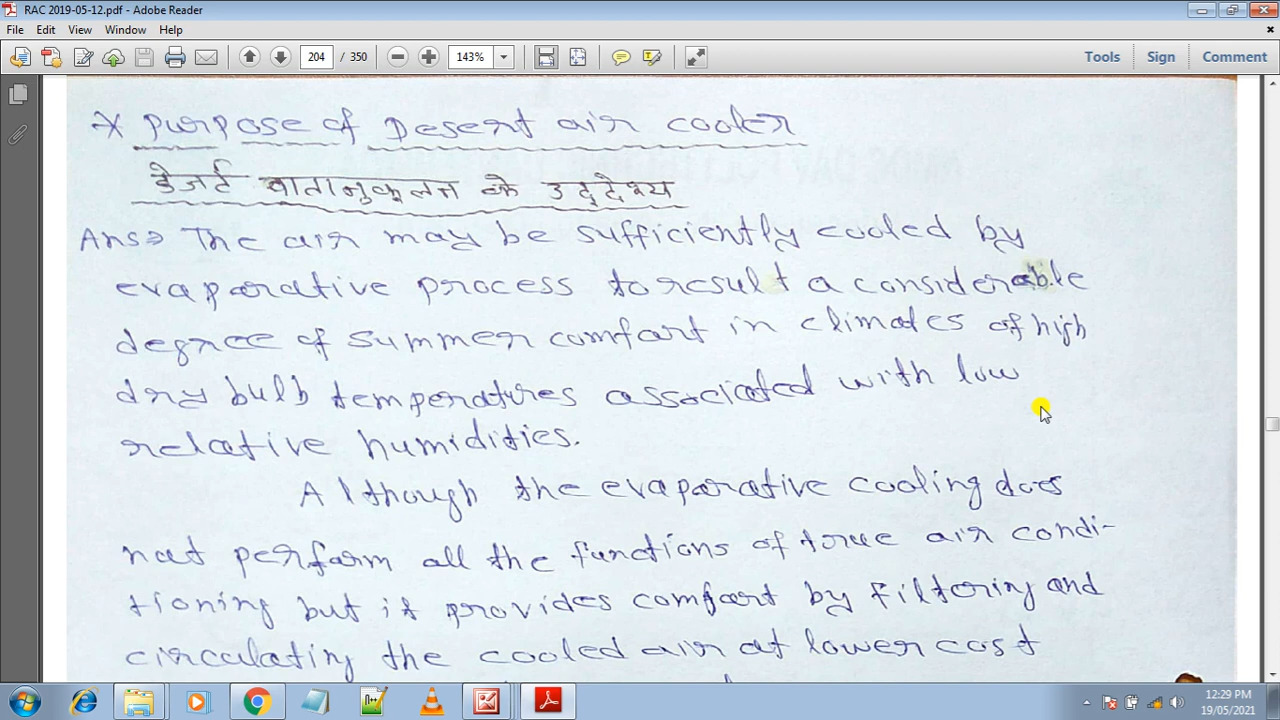 RAC 2019-05-12.pdf - Adobe Reader
File Edit View Window Help
204 / 350 143% Tools Sign Comment
* Purpose of Desert air cooler
डेजर्ट वातानुकूलन के उद्देश्य
Ans⇒ The air may be sufficiently cooled by
evaporative process to result a considerable
degree of summer comfort in climates of high
dry bulb temperatures associated with low
relative humidities.
Although the evaporative cooling does
not perform all the functions of true air condi-
tioning but it provides comfort by filtering and
circulating the cooled air at lower cost
12:29 PM
19/05/2021